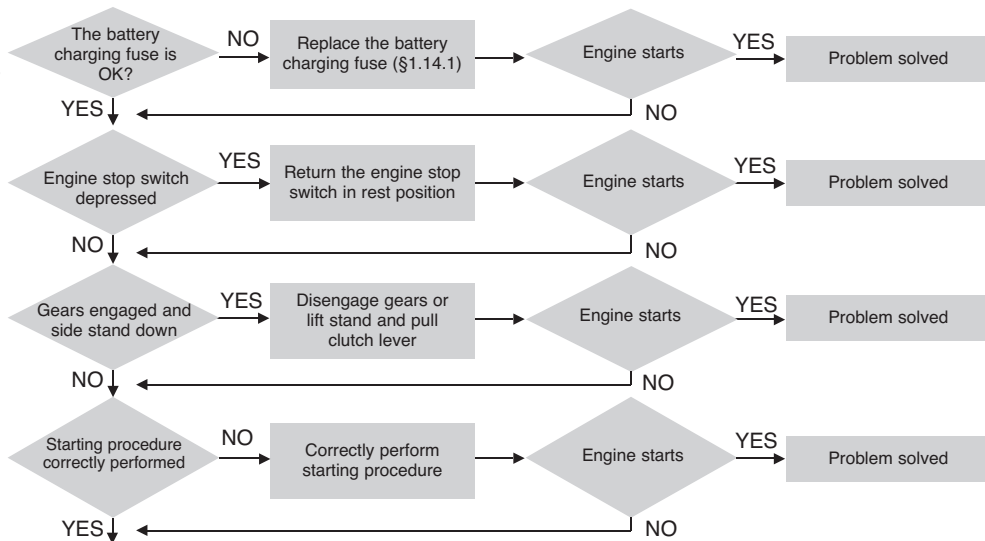 The
battery
charging fuse is
OK?
NO
Replace the battery
charging fuse (§1.14.1)
Engine starts
YES
Problem solved
YES
NO
Engine stop switch
depressed
YES
Return the engine stop
switch in rest position
Engine starts
YES
Problem solved
NO
NO
Gears engaged and
side stand down
YES
Disengage gears or
lift stand and pull
clutch lever
Engine starts
YES
Problem solved
NO
NO
Starting procedure
correctly performed
NO
Correctly perform
starting procedure
Engine starts
YES
Problem solved
YES
NO